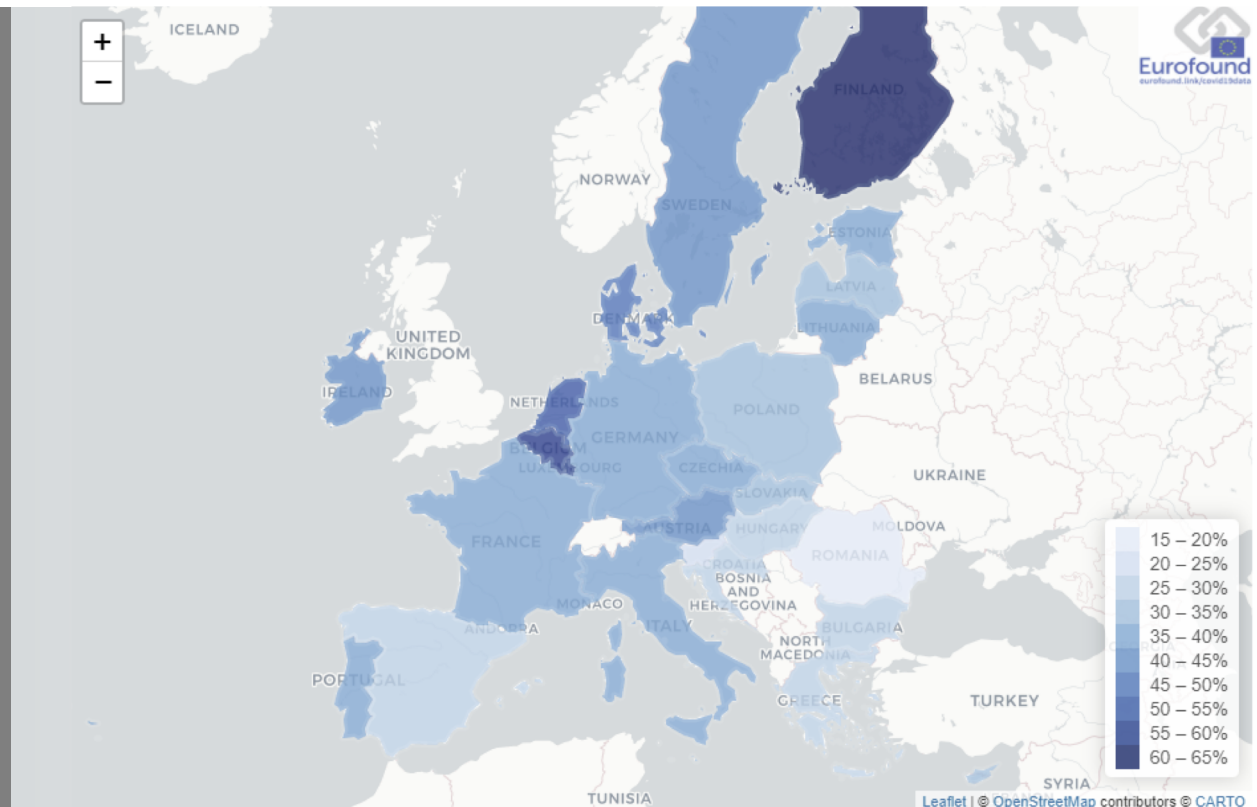 +
−
ICELAND
Eurofound
eurofound.link/covid19data
FINLAND
NORWAY
SWEDEN
ESTONIA
LATVIA
DENMARK
LITHUANIA
UNITED
KINGDOM
BELARUS
IRELAND
NETHERLANDS
POLAND
GERMANY
BELGIUM
LUXEMBOURG
CZECHIA
UKRAINE
SLOVAKIA
AUSTRIA
HUNGARY
MOLDOVA
FRANCE
ROMANIA
CROATIA
BOSNIA
AND
HERZEGOVINA
MONACO
ITALY
ANDORRA
BULGARIA
NORTH
MACEDONIA
PORTUGAL
GREECE
TURKEY
GEORGIA
SYRIA
TUNISIA
LEBANON
15 – 20%
20 – 25%
25 – 30%
30 – 35%
35 – 40%
40 – 45%
45 – 50%
50 – 55%
55 – 60%
60 – 65%
Leaflet | © OpenStreetMap contributors © CARTO